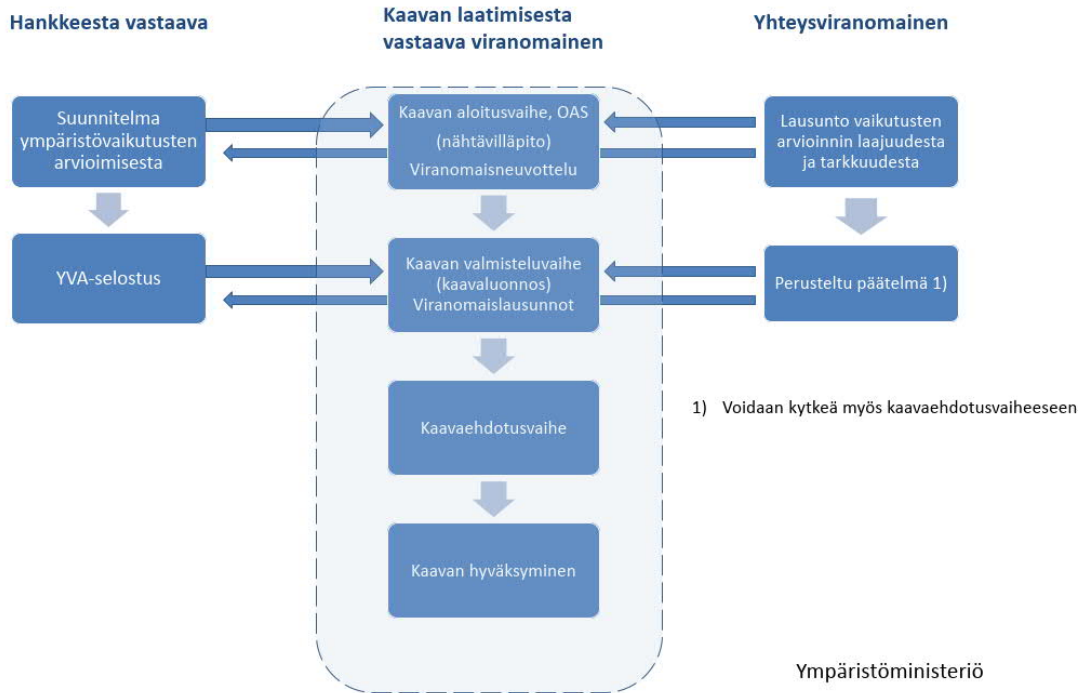 Hankkeesta vastaava
Kaavan laatimisesta
vastaava viranomainen
Yhteysviranomainen
Suunnitelma
ympäristövaikutusten
arvioimisesta
Kaavan aloitusvaihe, OAS
(nähtävilläpito)
Viranomaisneuvottelu
Lausunto vaikutusten
arvioinnin laajuudesta
ja tarkkuudesta
YVA-selostus
Kaavan valmisteluvaihe
(kaavaluonnos)
Viranomaislausunnot
Perusteltu päätelmä 1)
Kaavaehdotusvaihe
1) Voidaan kytkeä myös kaavaehdotusvaiheeseen
Kaavan hyväksyminen
Ympäristöministeriö